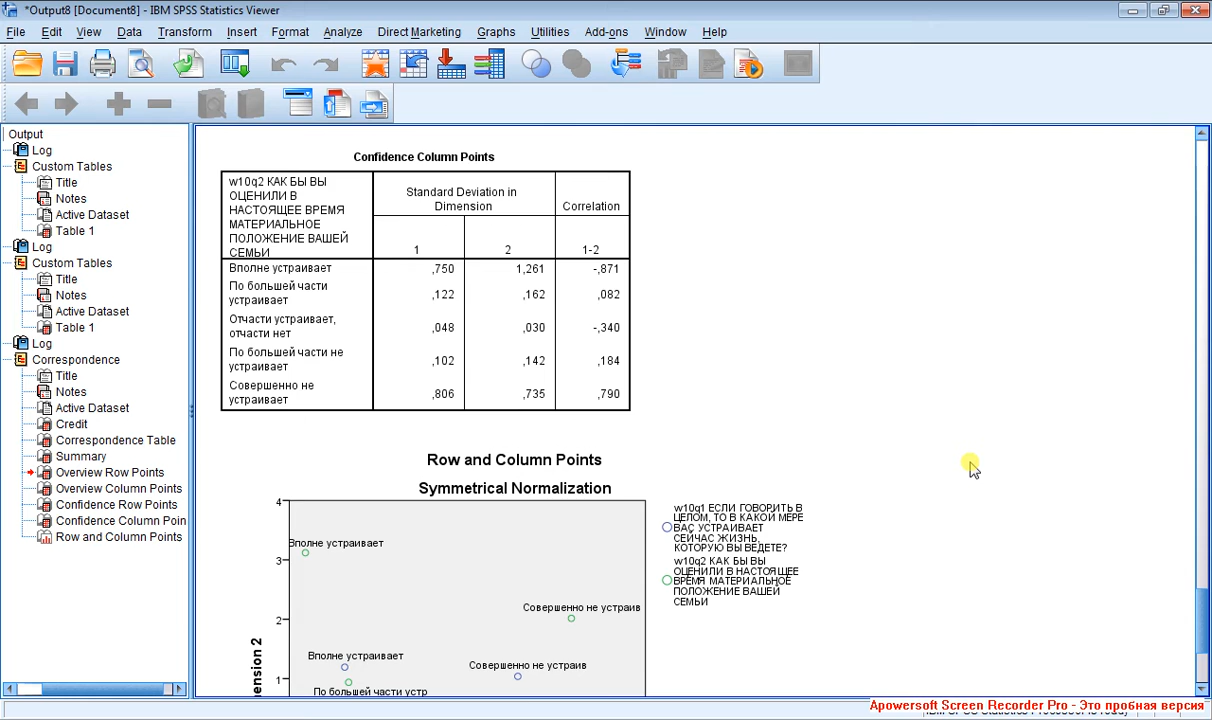 *Output8 [Document8] - IBM SPSS Statistics Viewer
File Edit View Data Transform Insert Format Analyze Direct Marketing Graphs Utilities Add-ons Window Help
Output
Log
Custom Tables
Title
Notes
Active Dataset
Table 1
Log
Custom Tables
Title
Notes
Active Dataset
Table 1
Log
Correspondence
Title
Notes
Active Dataset
Credit
Correspondence Table
Summary
Overview Row Points
Overview Column Points
Confidence Row Points
Confidence Column Poin
Row and Column Points
Confidence Column Points
w10q2 КАК БЫ ВЫ
ОЦЕНИЛИ В
НАСТОЯЩЕЕ ВРЕМЯ
МАТЕРИАЛЬНОЕ
ПОЛОЖЕНИЕ ВАШЕЙ
СЕМЬИ
Standard Deviation in
Dimension
Correlation
1 2 1-2
Вполне устраивает ,750 1,261 -,871
По большей части
устраивает ,122 ,162 ,082
Отчасти устраивает,
отчасти нет ,048 ,030 -,340
По большей части не
устраивает ,102 ,142 ,184
Совершенно не
устраивает ,806 ,735 ,790
Row and Column Points
Symmetrical Normalization
4
3
2
1
mension 2
Вполне устраивает
Совершенно не устраив
Вполне устраивает
Совершенно не устраив
По большей части устр
w10q1 ЕСЛИ ГОВОРИТЬ В
ЦЕЛОМ, ТО В КАКОЙ МЕРЕ
ВАС УСТРАИВАЕТ
СЕЙЧАС ЖИЗНЬ,
КОТОРУЮ ВЫ ВЕДЕТЕ?
w10q2 КАК БЫ ВЫ
ОЦЕНИЛИ В НАСТОЯЩЕЕ
ВРЕМЯ МАТЕРИАЛЬНОЕ
ПОЛОЖЕНИЕ ВАШЕЙ
СЕМЬИ
Apowersoft Screen Recorder Pro - Это пробная версия